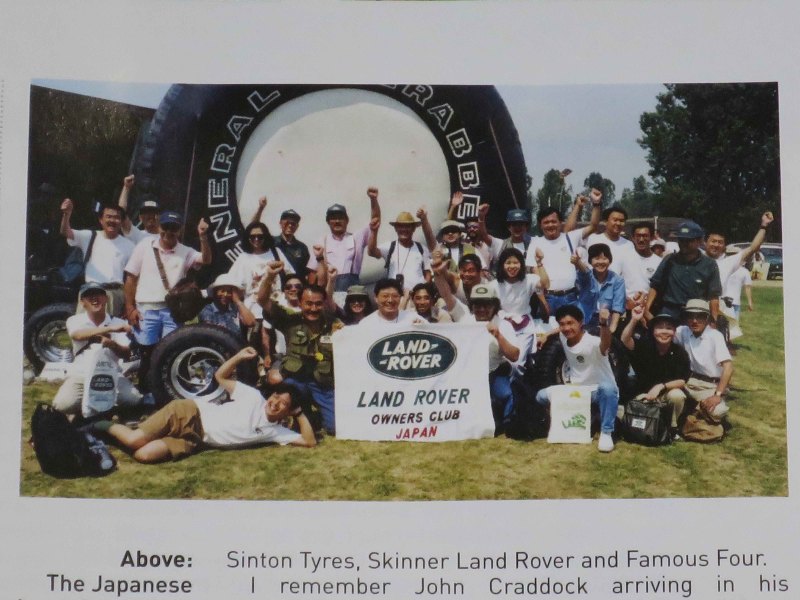 GENERAL GRABBE
LAND-
ROVER
LAND ROVER
OWNERS CLUB
JAPAN
Above:
The Japanese
Sinton Tyres, Skinner Land Rover and Famous Four.
I remember John Craddock arriving in his